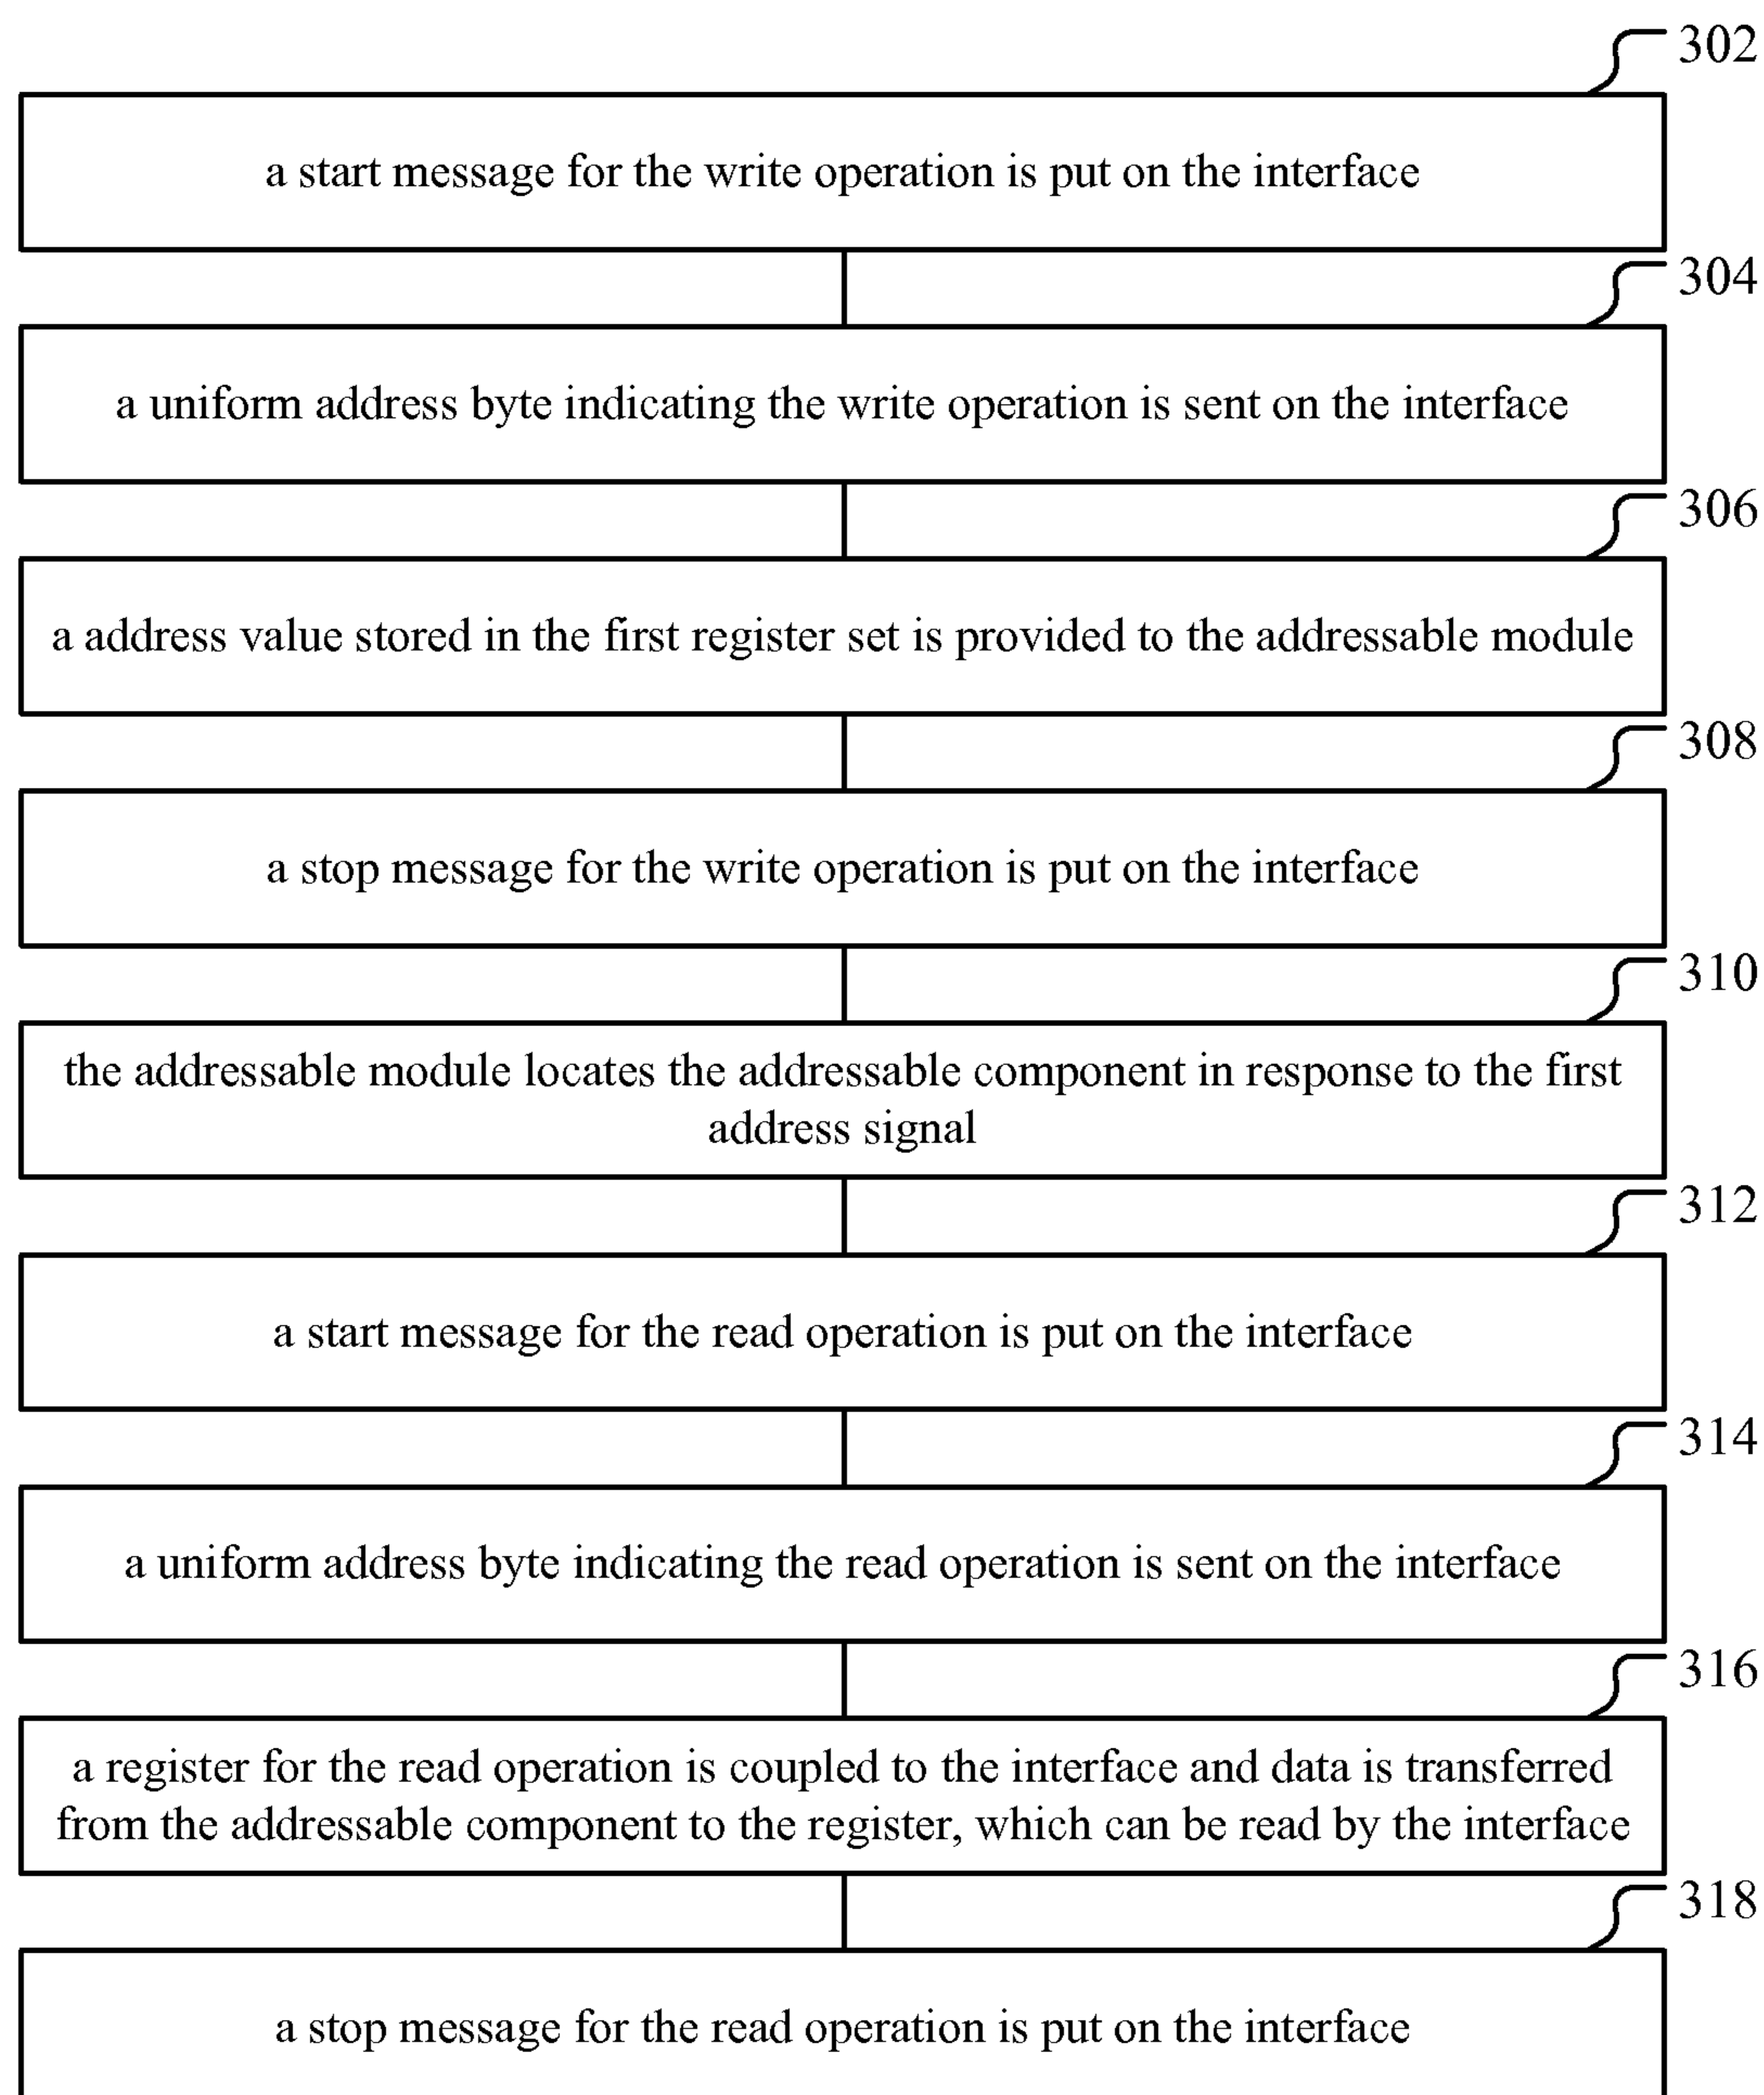 302
a start message for the write operation is put on the interface
304
a uniform address byte indicating the write operation is sent on the interface
306
a address value stored in the first register set is provided to the addressable module
308
a stop message for the write operation is put on the interface
310
the addressable module locates the addressable component in response to the first
address signal
312
a start message for the read operation is put on the interface
314
a uniform address byte indicating the read operation is sent on the interface
316
a register for the read operation is coupled to the interface and data is transferred
from the addressable component to the register, which can be read by the interface
318
a stop message for the read operation is put on the interface